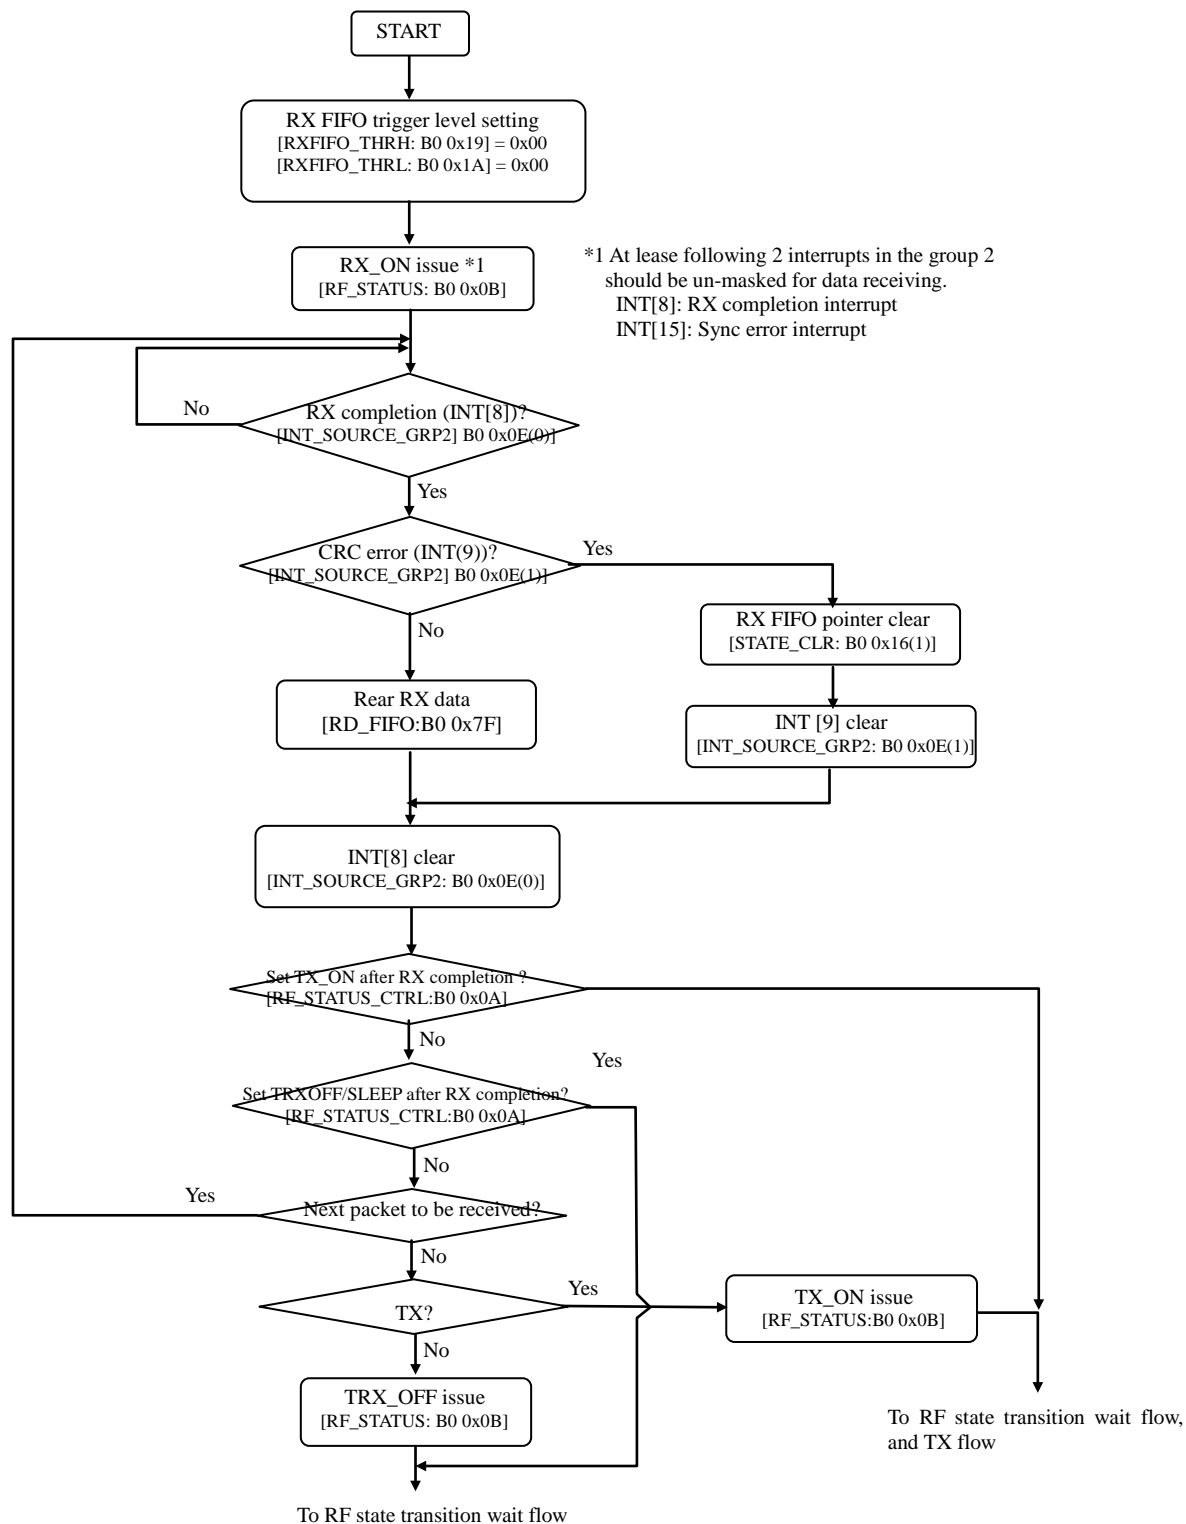 START
RX FIFO trigger level setting
[RXFIFO_THRH: B0 0x19] = 0x00
[RXFIFO_THRL: B0 0x1A] = 0x00
RX_ON issue *1
[RF_STATUS: B0 0x0B]
*1 At lease following 2 interrupts in the group 2
should be un-masked for data receiving.
INT[8]: RX completion interrupt
INT[15]: Sync error interrupt
No
RX completion (INT[8])?
[INT_SOURCE_GRP2] B0 0x0E(0)]
Yes
CRC error (INT(9))?
[INT_SOURCE_GRP2] B0 0x0E(1)]
Yes
No
RX FIFO pointer clear
[STATE_CLR: B0 0x16(1)]
Rear RX data
[RD_FIFO:B0 0x7F]
INT [9] clear
[INT_SOURCE_GRP2: B0 0x0E(1)]
INT[8] clear
[INT_SOURCE_GRP2: B0 0x0E(0)]
Set TX_ON after RX completion ?
[RF_STATUS_CTRL:B0 0x0A]
No
Yes
Set TRXOFF/SLEEP after RX completion?
[RF_STATUS_CTRL:B0 0x0A]
No
Yes
Next packet to be received?
No
Yes
TX?
TX_ON issue
[RF_STATUS:B0 0x0B]
No
TRX_OFF issue
[RF_STATUS: B0 0x0B]
To RF state transition wait flow,
and TX flow
To RF state transition wait flow